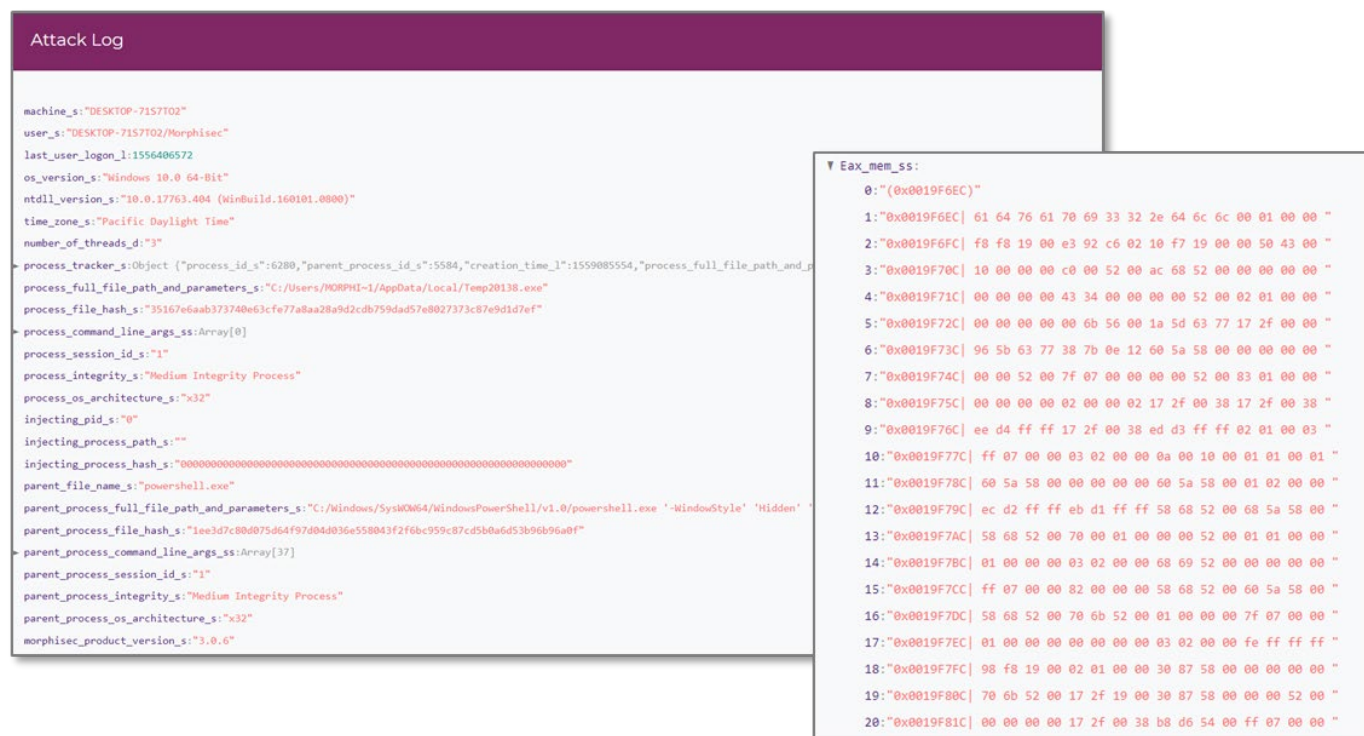 Attack Log
machine_s:"DESKTOP-71S7TO2"
user_s:"DESKTOP-71S7TO2/Morphisec"
last_user_logon_l:1556406572
os_version_s:"Windows 10.0 64-Bit"
ntdll_version_s:"10.0.17763.404 (WinBuild.160101.0800)"
time_zone_s:"Pacific Daylight Time"
number_of_threads_d:"3"
process_tracker_s:Object {"process_id_s":6280,"parent_process_id_s":5584,"creation_time_l":1559085554,"process_full_file_path_and_p
process_full_file_path_and_parameters_s:"C:/Users/MORPHI~1/AppData/Local/Temp20138.exe"
process_file_hash_s:"35167e6aab373740e63cfe77a8aa28a9d2cdb759dad57e8027373c87e9d1d7ef"
process_command_line_args_ss:Array[0]
process_session_id_s:"1"
process_integrity_s:"Medium Integrity Process"
process_os_architecture_s:"x32"
injecting_pid_s:"0"
injecting_process_path_s:""
injecting_process_hash_s:"0000000000000000000000000000000000000000000000000000000000000000"
parent_file_name_s:"powershell.exe"
parent_process_full_file_path_and_parameters_s:"C:/Windows/SysWOW64/WindowsPowerShell/v1.0/powershell.exe '-WindowStyle' 'Hidden' '
parent_process_file_hash_s:"1ee3d7c80d075d64f97d04d036e558043f2f6bc959c87cd5b0a6d53b96b96a0f"
parent_process_command_line_args_ss:Array[37]
parent_process_session_id_s:"1"
parent_process_integrity_s:"Medium Integrity Process"
parent_process_os_architecture_s:"x32"
morphisec_product_version_s:"3.0.6"
Eax_mem_ss:
0:"(0x0019F6EC)"
1:"0x0019F6EC| 61 64 76 61 70 69 33 32 2e 64 6c 6c 00 01 00 00 "
2:"0x0019F6FC| f8 f8 19 00 e3 92 c6 02 10 f7 19 00 00 50 43 00 "
3:"0x0019F70C| 10 00 00 00 c0 00 52 00 ac 68 52 00 00 00 00 00 "
4:"0x0019F71C| 00 00 00 00 43 34 00 00 00 00 52 00 02 01 00 00 "
5:"0x0019F72C| 00 00 00 00 00 6b 56 00 1a 5d 63 77 17 2f 00 00 "
6:"0x0019F73C| 96 5b 63 77 38 7b 0e 12 60 5a 58 00 00 00 00 00 "
7:"0x0019F74C| 00 00 52 00 7f 07 00 00 00 00 52 00 83 01 00 00 "
8:"0x0019F75C| 00 00 00 00 02 00 00 02 17 2f 00 38 17 2f 00 38 "
9:"0x0019F76C| ee d4 ff ff 17 2f 00 38 ed d3 ff ff 02 01 00 03 "
10:"0x0019F77C| ff 07 00 00 03 02 00 00 0a 00 10 00 01 01 00 01 "
11:"0x0019F78C| 60 5a 58 00 00 00 00 00 60 5a 58 00 01 02 00 00 "
12:"0x0019F79C| ec d2 ff ff eb d1 ff ff 58 68 52 00 68 5a 58 00 "
13:"0x0019F7AC| 58 68 52 00 70 00 01 00 00 00 52 00 01 01 00 00 "
14:"0x0019F7BC| 01 00 00 00 03 02 00 00 68 69 52 00 00 00 00 00 "
15:"0x0019F7CC| ff 07 00 00 82 00 00 00 58 68 52 00 60 5a 58 00 "
16:"0x0019F7DC| 58 68 52 00 70 6b 52 00 01 00 00 00 7f 07 00 00 "
17:"0x0019F7EC| 01 00 00 00 00 00 00 00 03 02 00 00 fe ff ff ff "
18:"0x0019F7FC| 98 f8 19 00 02 01 00 00 30 87 58 00 00 00 00 00 "
19:"0x0019F80C| 70 6b 52 00 17 2f 19 00 30 87 58 00 00 00 52 00 "
20:"0x0019F81C| 00 00 00 00 17 2f 00 38 b8 d6 54 00 ff 07 00 00 "